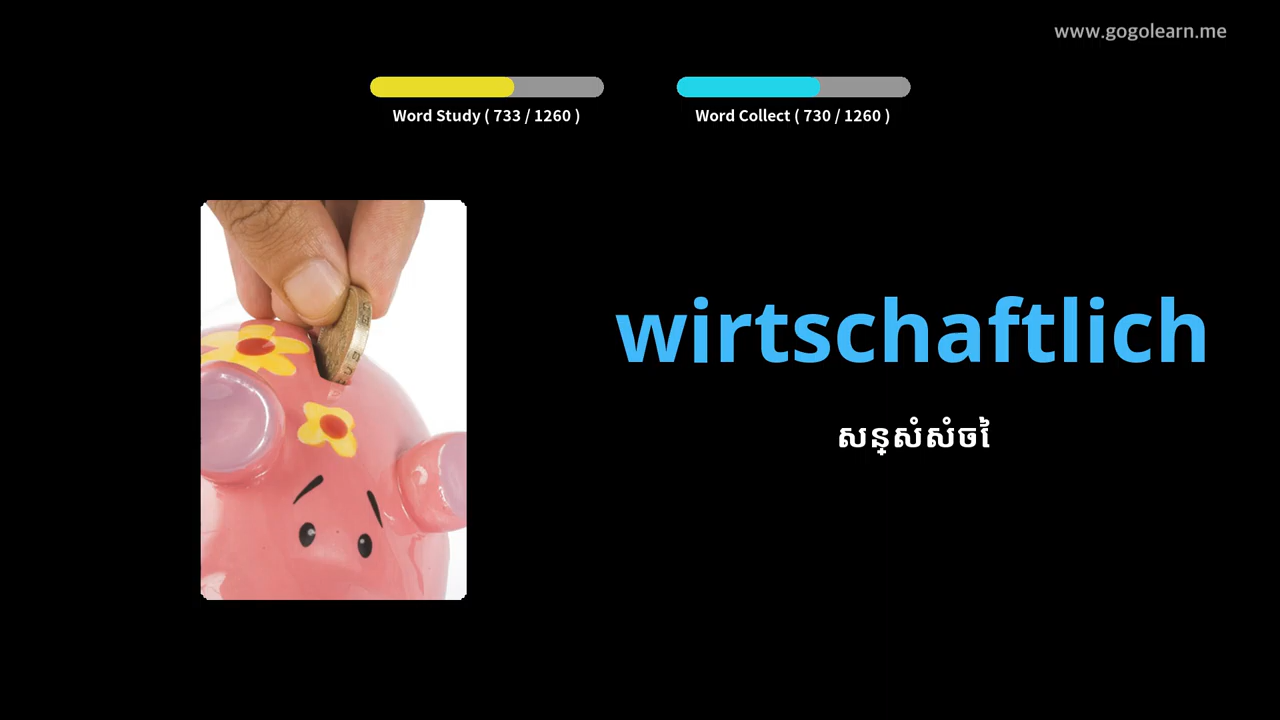 www.gogolearn.me
Word Study ( 733 / 1260 )
Word Collect ( 730 / 1260 )
wirtschaftlich
សន្សំសំចៃ